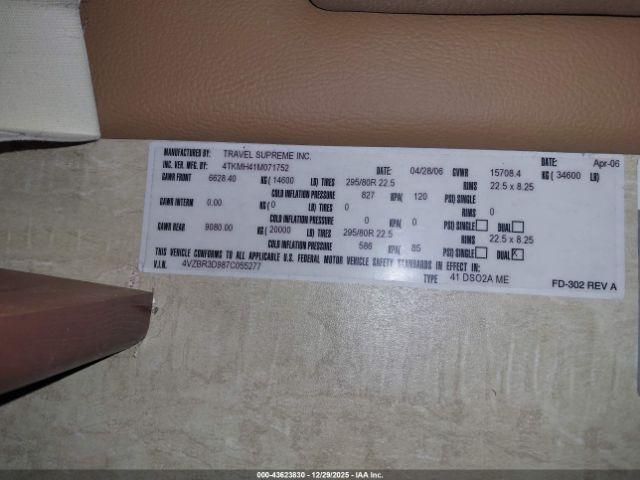 MANUFACTURED BY: TRAVEL SUPREME INC. DATE: Apr-06
INC. VER. MFG. BY: 4TKMH41M071752 DATE: 04/28/06 GVWR 15708.4 KG( 34600 LB)
GAWR FRONT 6628.40 KG( 14600 LB) TIRES 295/80R 22.5 RIMS 22.5 x 8.25
COLD INFLATION PRESSURE 827 KPA( 120 PSI) SINGLE
GAWR INTERM 0.00 KG( 0 LB) TIRES 0 RIMS 0
COLD INFLATION PRESSURE 0 KPA( 0 PSI) SINGLE DUAL
GAWR REAR 9080.00 KG( 20000 LB) TIRES 295/80R 22.5 RIMS 22.5 x 8.25
COLD INFLATION PRESSURE 586 KPA( 85 PSI) SINGLE DUAL X
THIS VEHICLE CONFORMS TO ALL APPLICABLE U.S. FEDERAL MOTOR VEHICLE SAFETY STANDARDS IN EFFECT IN:
V.I.N. 4VZBR3D987C055277 TYPE 41 DSO2A ME FD-302 REV A
000-43623830 - 12/29/2025 - IAA Inc.